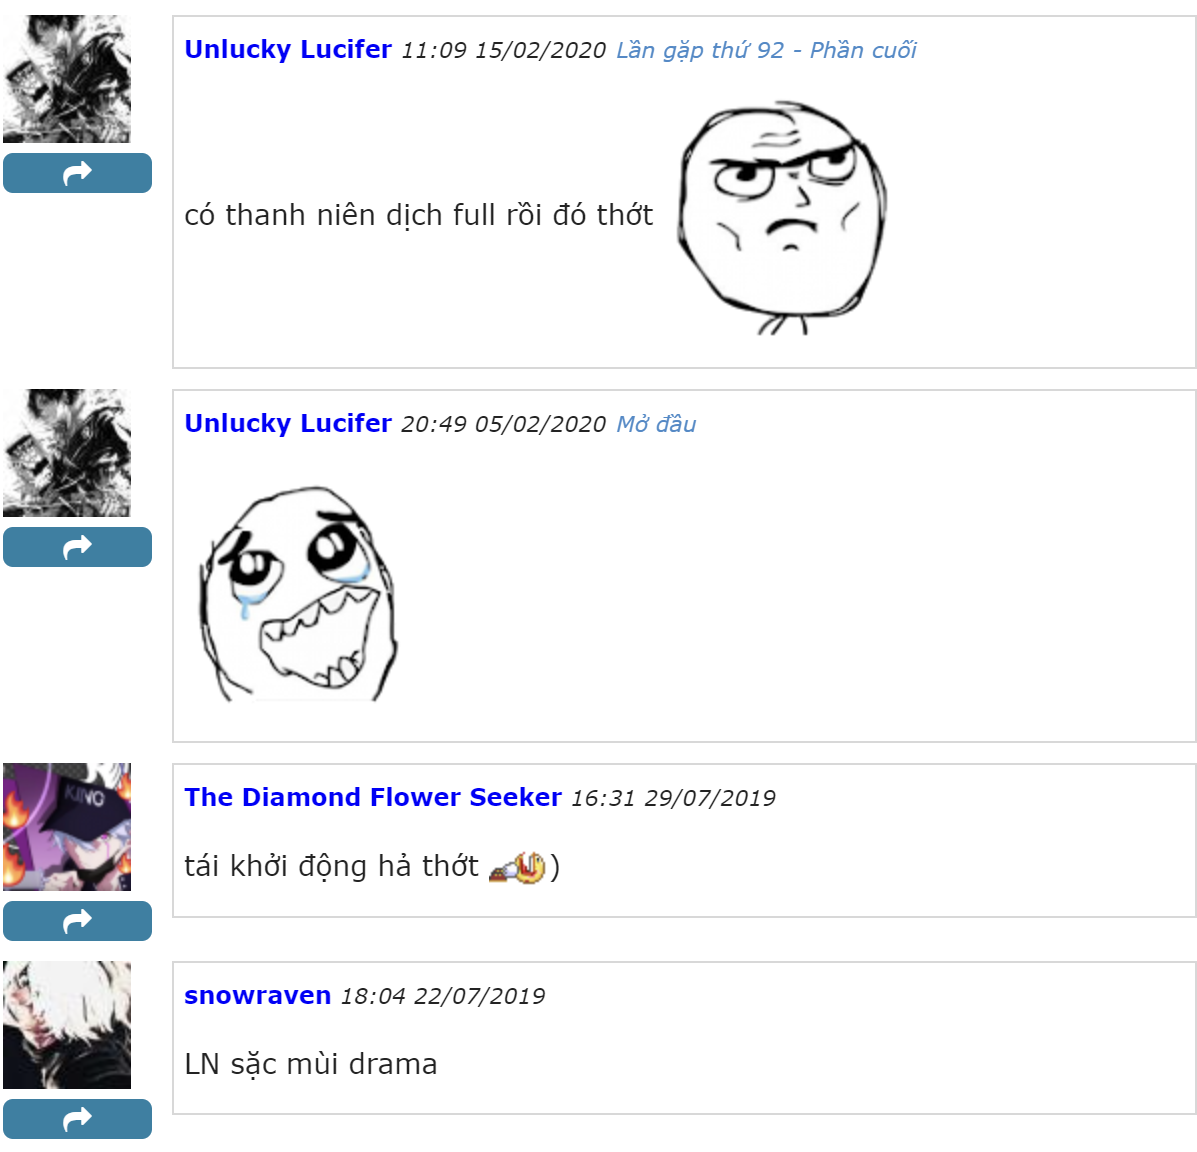 Unlucky Lucifer 11:09 15/02/2020 Lần gặp thứ 92 - Phần cuối
có thanh niên dịch full rồi đó thớt
Unlucky Lucifer 20:49 05/02/2020 Mở đầu
The Diamond Flower Seeker 16:31 29/07/2019
KING
tái khởi động hả thớt )
snowraven 18:04 22/07/2019
LN sặc mùi drama